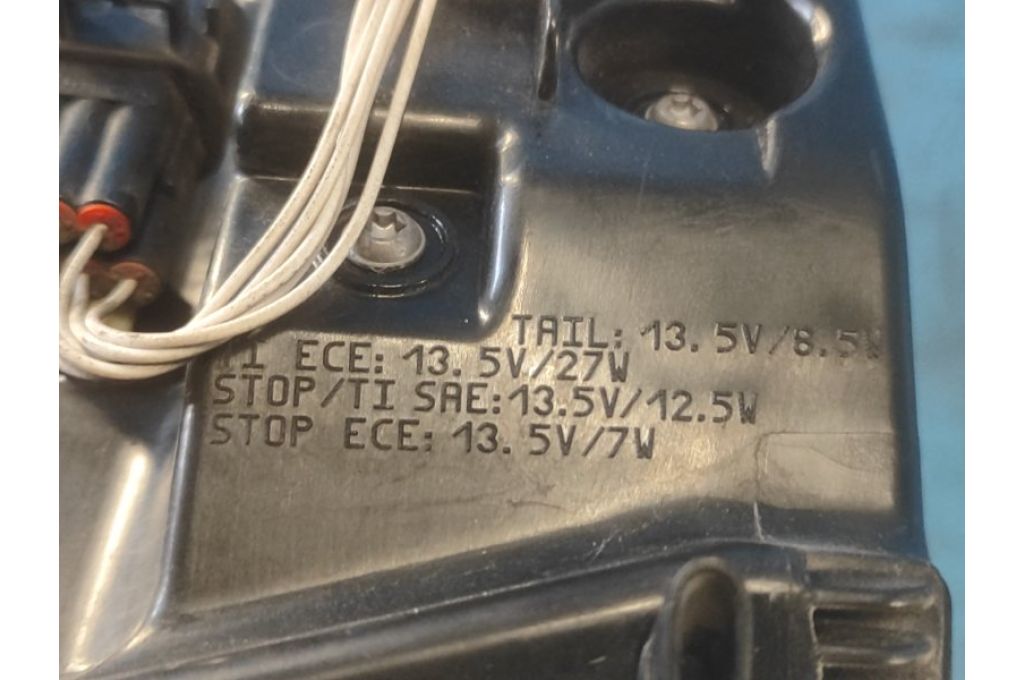 TAIL: 13.5V/8.5W
TI ECE: 13.5V/27W
STOP/TI SAE:13.5V/12.5W
STOP ECE: 13.5V/7W